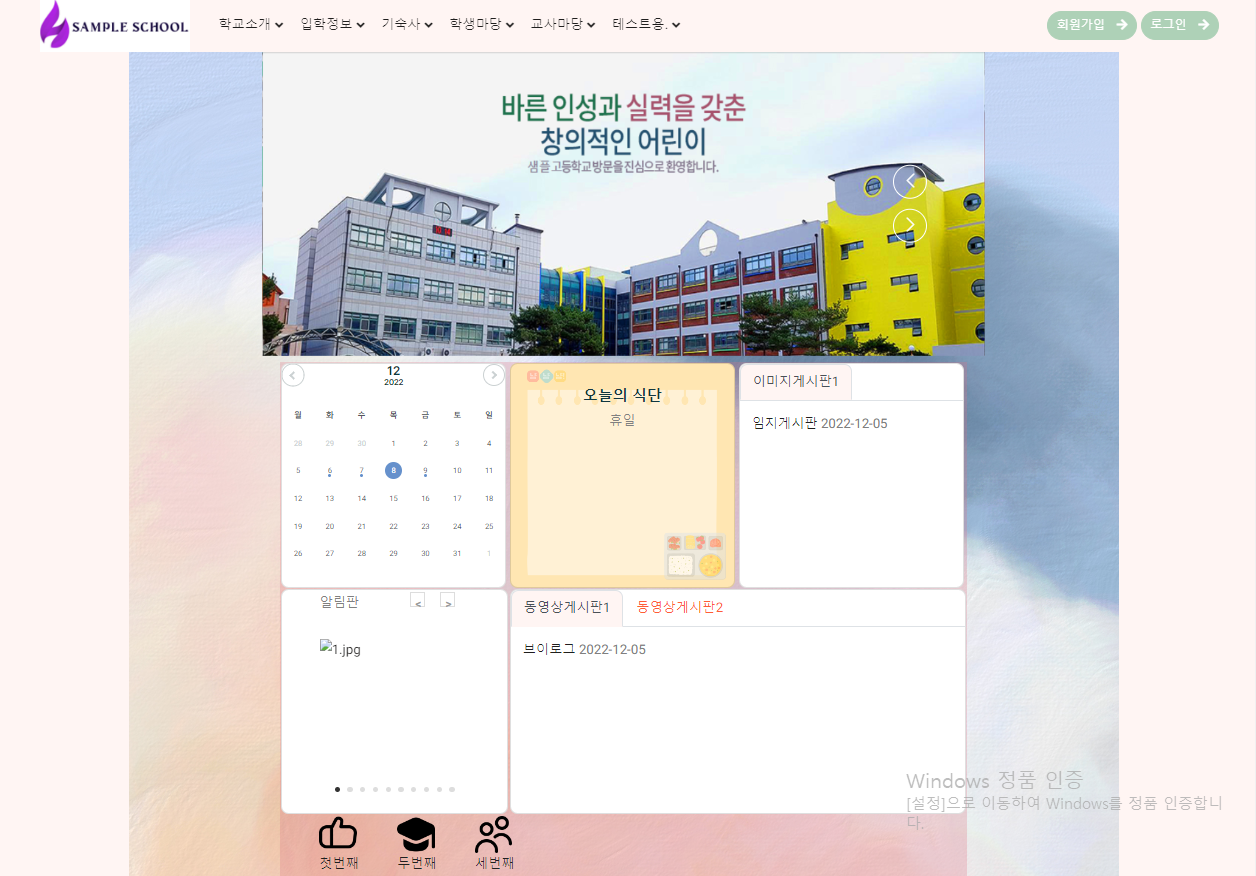 SAMPLE SCHOOL 학교소개 입학정보 기숙사 학생마당 교사마당 테스트용. 회원가입 로그인
바른 인성과 실력을 갖춘
창의적인 어린이
샘플 고등학교 방문을 진심으로 환영합니다.
12
2022
월 화 수 목 금 토 일
28 29 30 1 2 3 4
5 6 7 8 9 10 11
12 13 14 15 16 17 18
19 20 21 22 23 24 25
26 27 28 29 30 31 1
오늘의 식단
휴일
이미지게시판1
임지게시판 2022-12-05
알림판 < >
1.jpg
동영상게시판1 동영상게시판2
브이로그 2022-12-05
Windows 정품 인증
[설정]으로 이동하여 Windows를 정품 인증합니
다.
첫번째 두번째 세번째